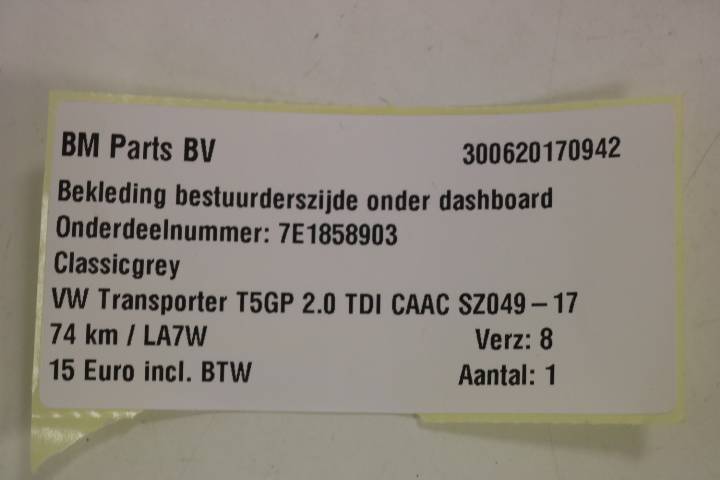 BM Parts BV 300620170942
Bekleding bestuurderszijde onder dashboard
Onderdeelnummer: 7E1858903
Classicgrey
VW Transporter T5GP 2.0 TDI CAAC SZ049 – 17
74 km / LA7W Verz: 8
15 Euro incl. BTW Aantal: 1